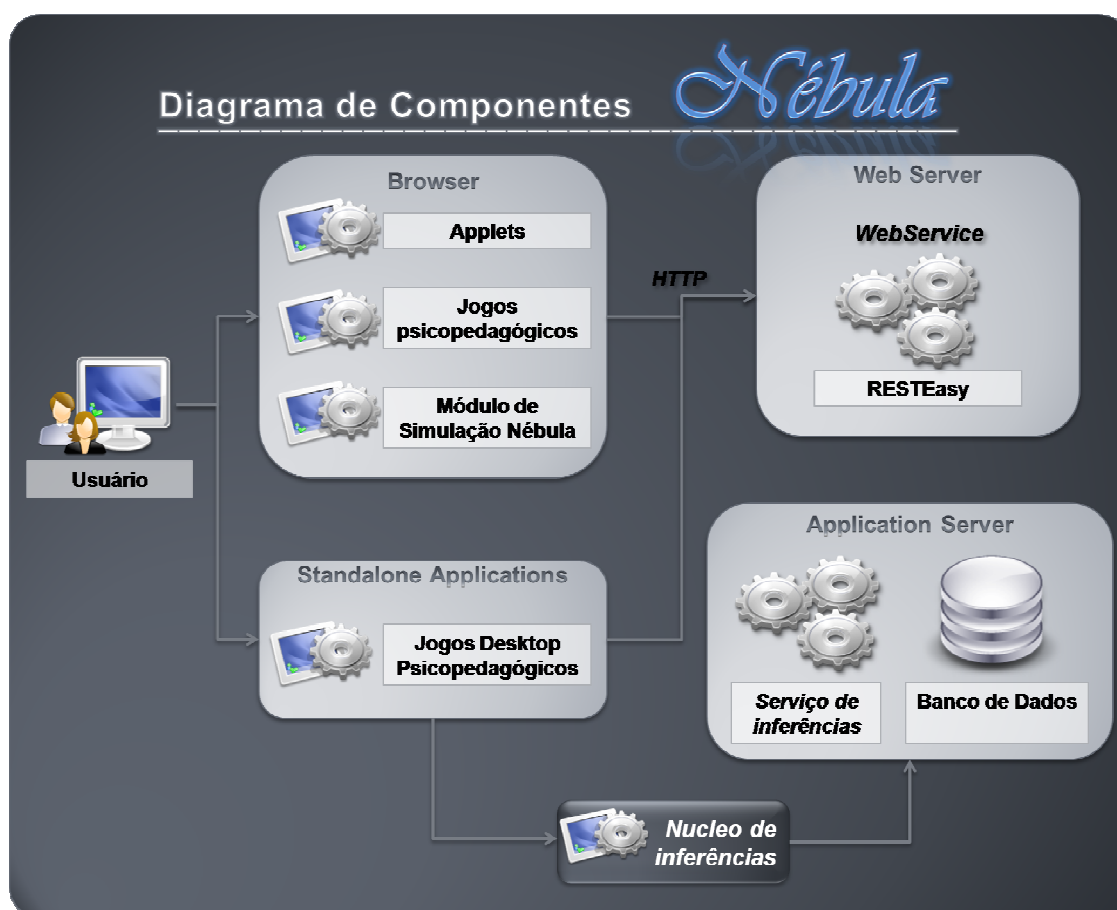 Diagrama de Componentes
Nébula
Browser
Applets
Jogos
psicopedagógicos
Módulo de
Simulação Nébula
HTTP
Web Server
WebService
RESTEasy
Usuário
Standalone Applications
Jogos Desktop
Psicopedagógicos
Application Server
Serviço de
inferências
Banco de Dados
Nucleo de
inferências